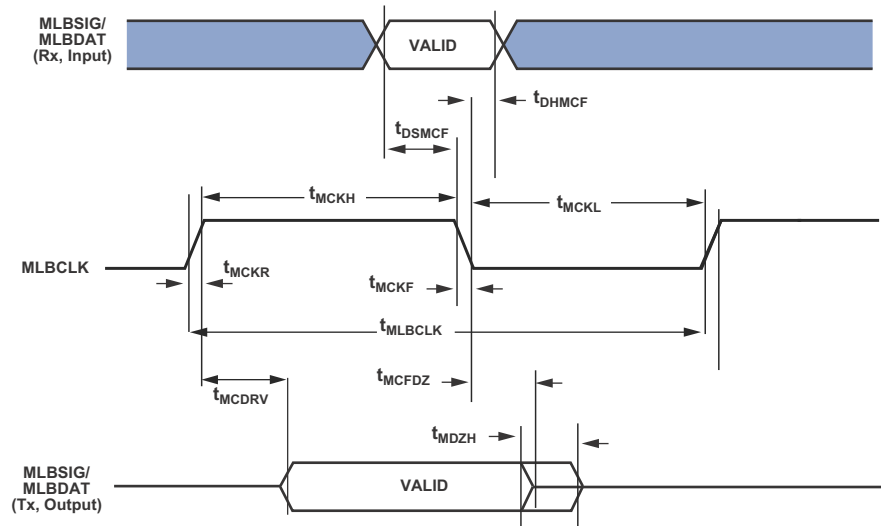 MLBSIG/
MLBDAT
(Rx, Input)
VALID
tDHMCF
tDSMCF
tMCKH
tMCKL
MLBCLK
tMCKR
tMCKF
tMLBCLK
tMCFDZ
tMCDRV
tMDZH
MLBSIG/
MLBDAT
(Tx, Output)
VALID